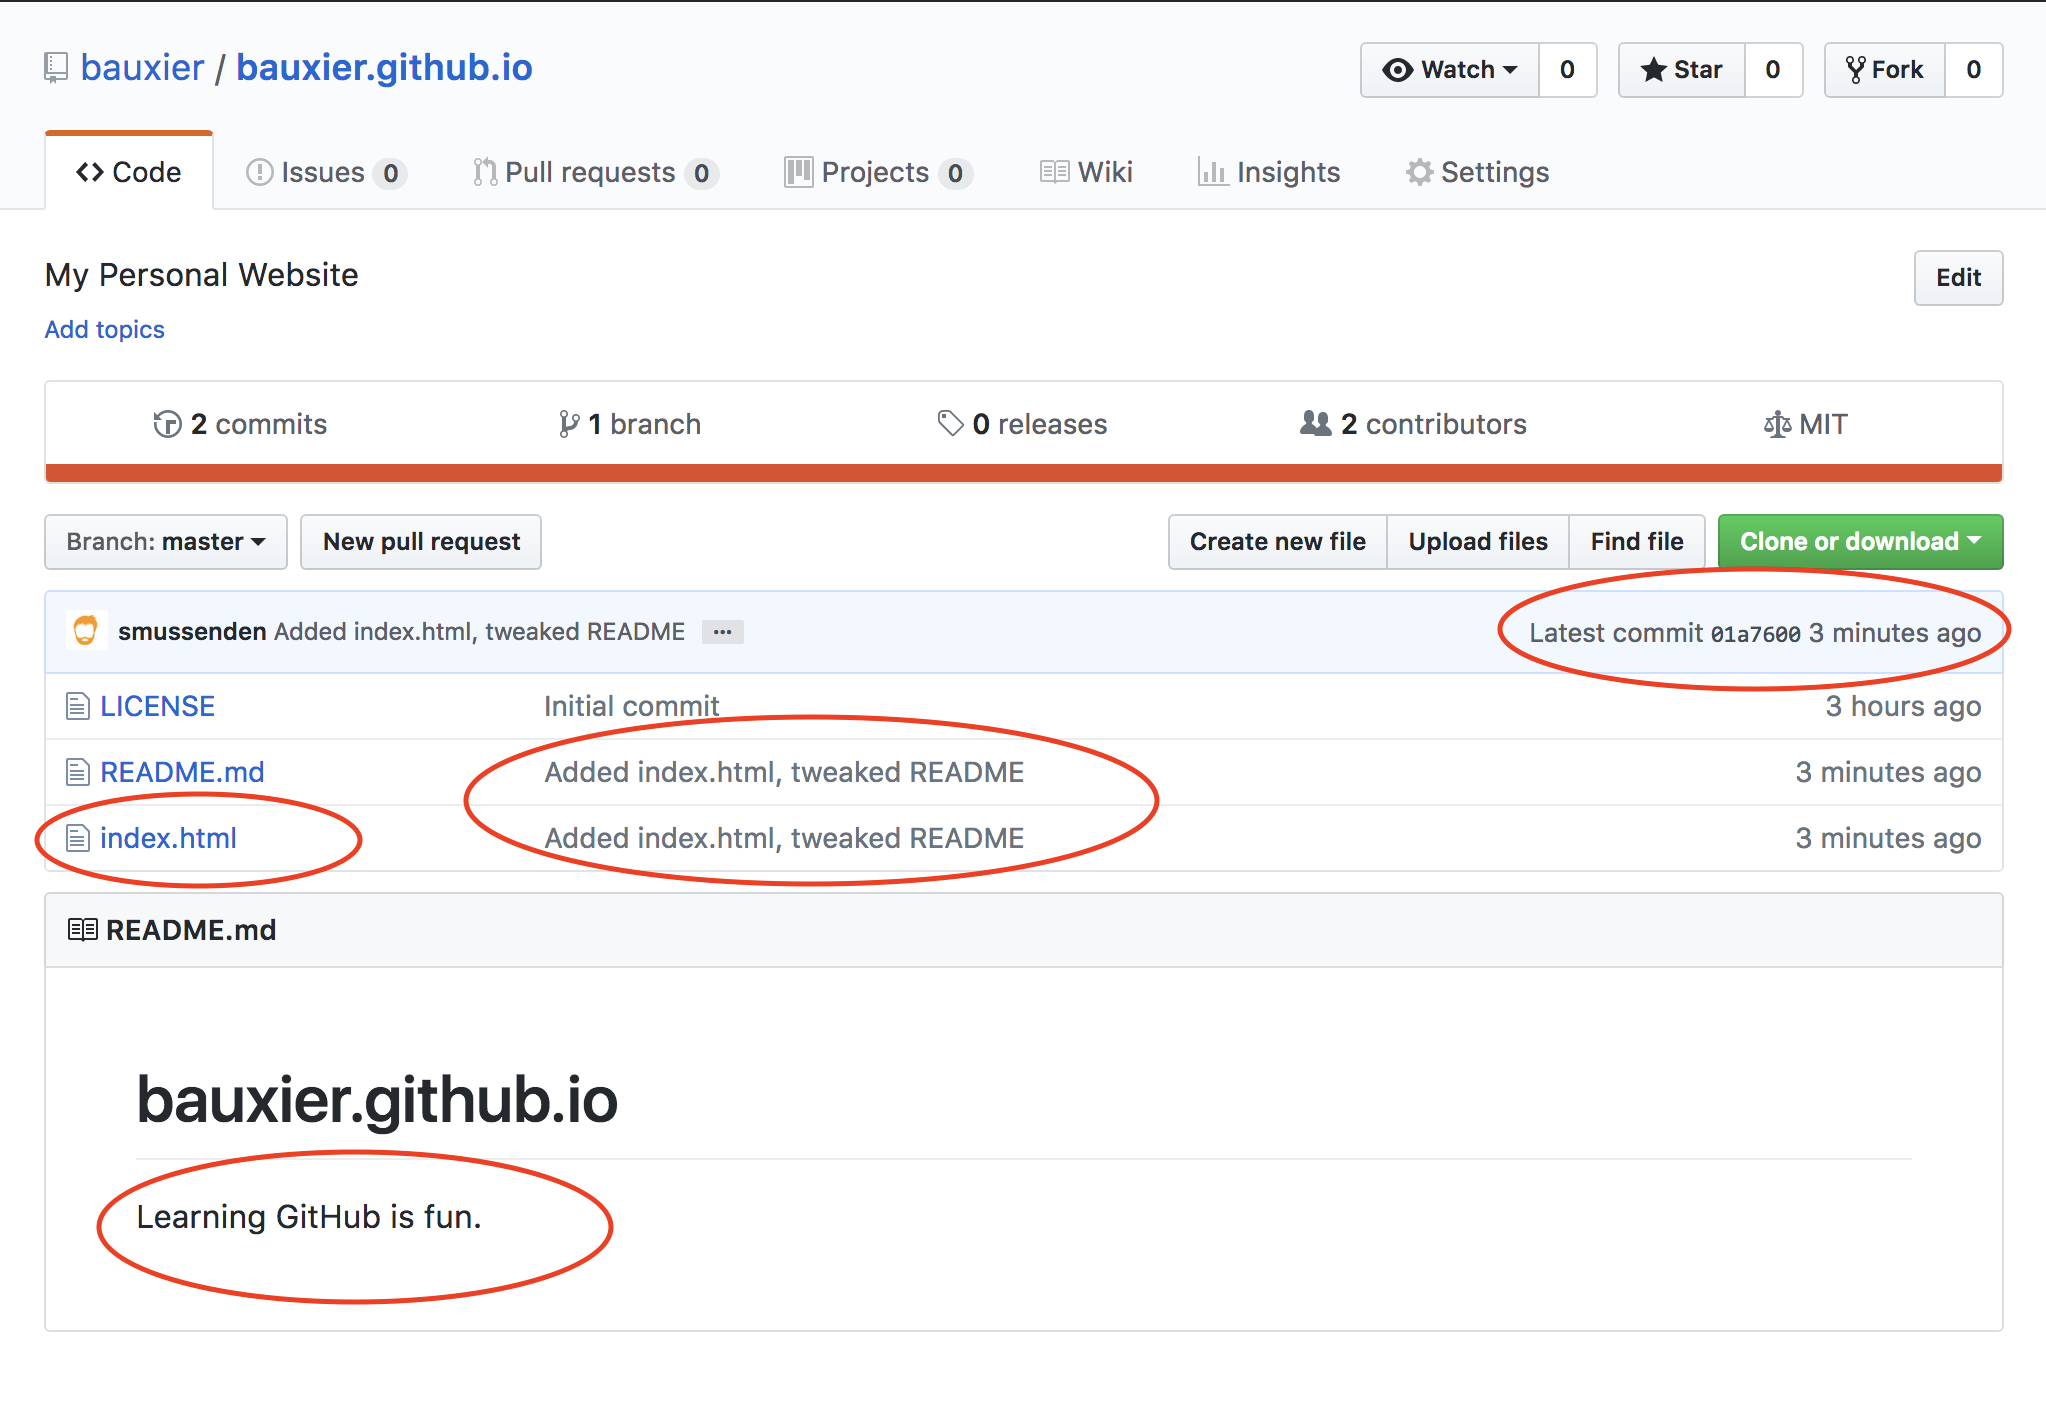 bauxier / bauxier.github.io Watch 0 Star 0 Fork 0
Code Issues 0 Pull requests 0 Projects 0 Wiki Insights Settings
My Personal Website Edit
Add topics
2 commits 1 branch 0 releases 2 contributors MIT
Branch: master New pull request Create new file Upload files Find file Clone or download
smussenden Added index.html, tweaked README ... Latest commit 01a7600 3 minutes ago
LICENSE Initial commit 3 hours ago
README.md Added index.html, tweaked README 3 minutes ago
index.html Added index.html, tweaked README 3 minutes ago
README.md
bauxier.github.io
Learning GitHub is fun.